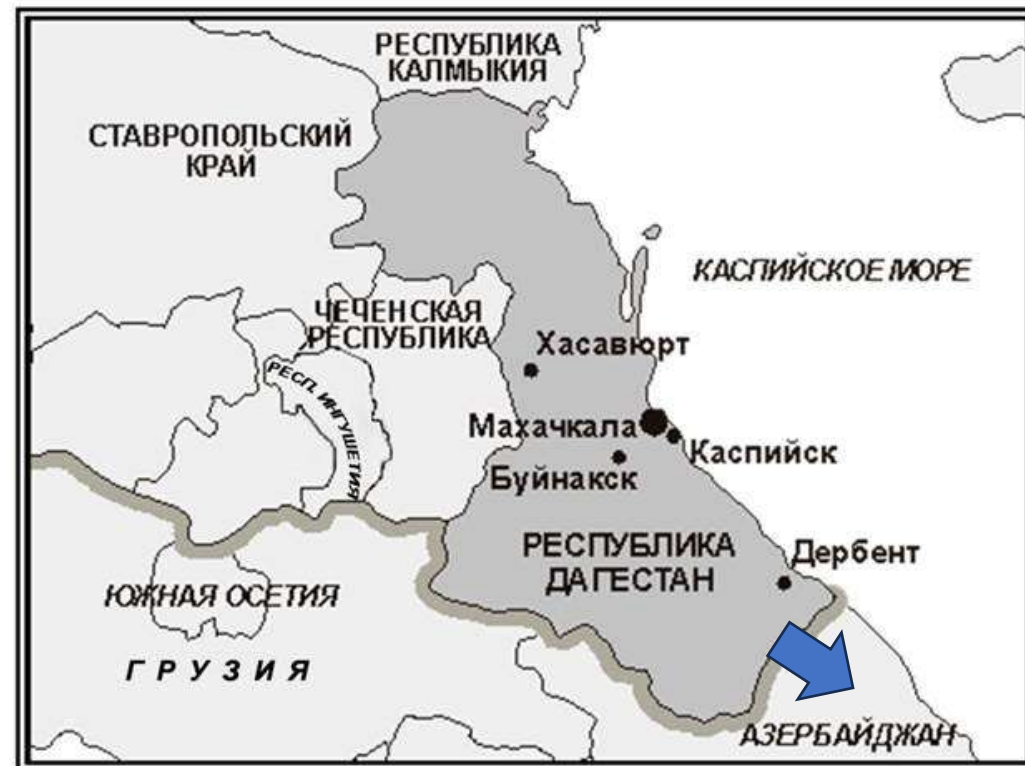 РЕСПУБЛИКА
КАЛМЫКИЯ
СТАВРОПОЛЬСКИЙ
КРАЙ
КАСПИЙСКОЕ МОРЕ
ЧЕЧЕНСКАЯ
РЕСПУБЛИКА
Хасавюрт
РЕСП. ИНГУШЕТИЯ
Махачкала
Каспийск
Буйнакск
РЕСПУБЛИКА
ДАГЕСТАН
Дербент
ЮЖНАЯ ОСЕТИЯ
ГРУЗИЯ
АЗЕРБАЙДЖАН